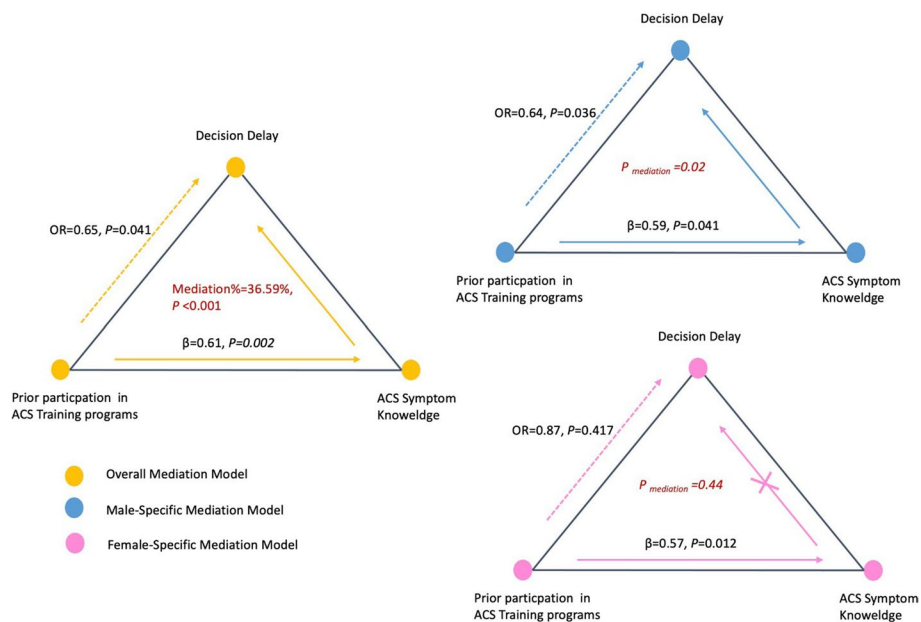 Decision Delay
OR=0.65, P=0.041
Mediation%=36.59%,
P <0.001
β=0.61, P=0.002
Prior partcpation in
ACS Training programs
ACS Symptom
Knoweldge
Overall Mediation Model
Male-Specific Mediation Model
Female-Specific Mediation Model
Decision Delay
OR=0.64, P=0.036
P mediation =0.02
β=0.59, P=0.041
Prior partcpation in
ACS Training programs
ACS Symptom
Knoweldge
Decision Delay
OR=0.87, P=0.417
P mediation =0.44
β=0.57, P=0.012
Prior partcpation in
ACS Training programs
ACS Symptom
Knoweldge